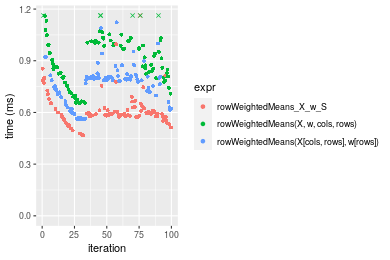 1.2
0.9
0.6
0.3
0.0
time (ms)
0
25
50
75
100
iteration
expr
rowWeightedMeans_X_w_S
rowWeightedMeans(X, w, cols, rows)
rowWeightedMeans(X[cols, rows], w[rows])